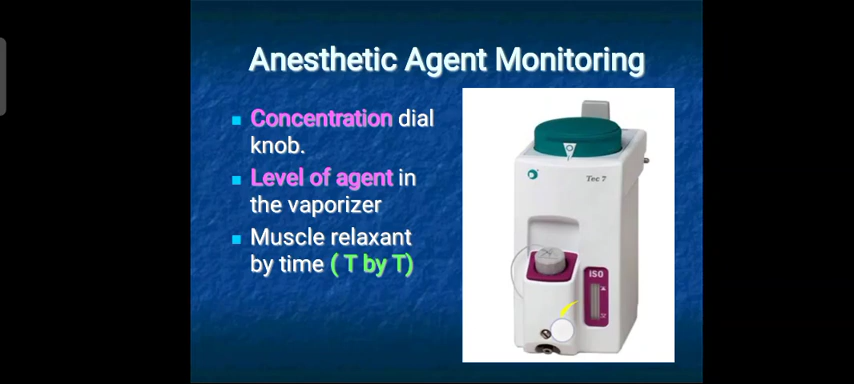 Anesthetic Agent Monitoring
Concentration dial
knob.
Level of agent in
the vaporizer
Muscle relaxant
by time ( T by T)
Tec 7
ISO